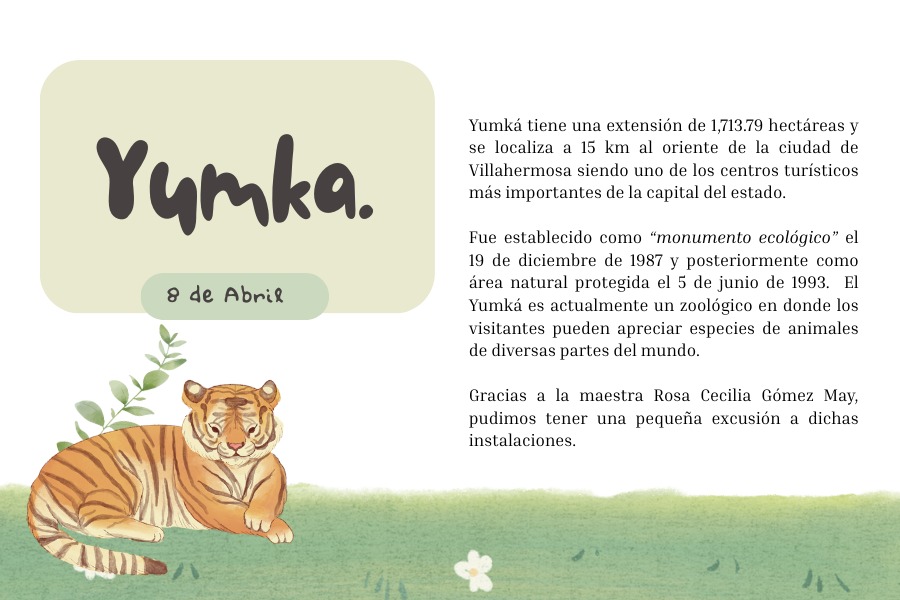 Yumka.
8 de Abril
Yumká tiene una extensión de 1,713.79 hectáreas y
se localiza a 15 km al oriente de la ciudad de
Villahermosa siendo uno de los centros turísticos
más importantes de la capital del estado.
Fue establecido como “monumento ecológico” el
19 de diciembre de 1987 y posteriormente como
área natural protegida el 5 de junio de 1993. El
Yumká es actualmente un zoológico en donde los
visitantes pueden apreciar especies de animales
de diversas partes del mundo.
Gracias a la maestra Rosa Cecilia Gómez May,
pudimos tener una pequeña excusión a dichas
instalaciones.